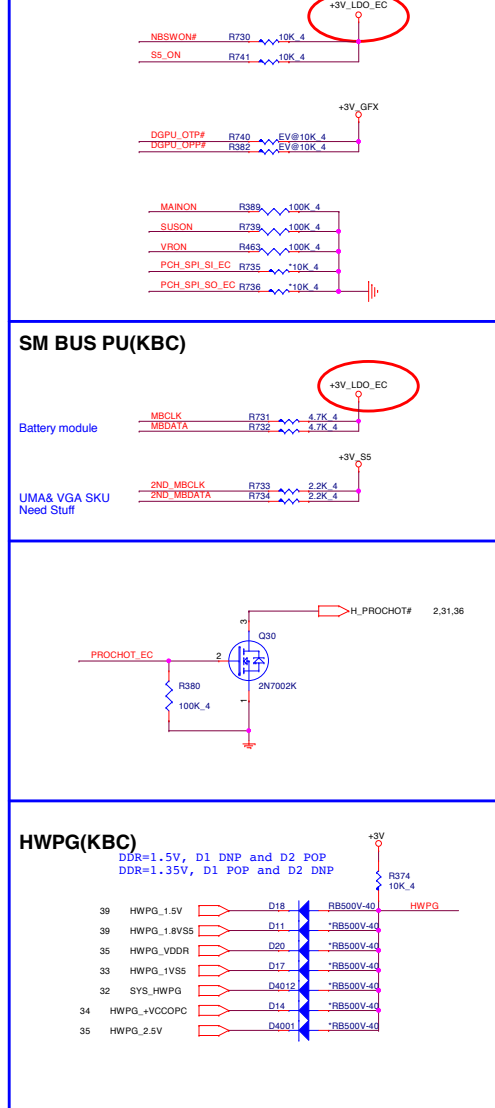 +3V_LDO_EC
NBSWON# R730 10K_4
S5_ON R741 10K_4
+3V_GFX
DGPU_OTP# R740 EV@10K_4
DGPU_OPP# R382 EV@10K_4
MAINON R389 100K_4
SUSON R739 100K_4
VRON R463 100K_4
PCH_SPI_SI_EC R735 *10K_4
PCH_SPI_SO_EC R736 *10K_4
SM BUS PU(KBC)
+3V_LDO_EC
Battery module
MBCLK R731 4.7K_4
MBDATA R732 4.7K_4
+3V_S5
UMA& VGA SKU
Need Stuff
2ND_MBCLK R733 2.2K_4
2ND_MBDATA R734 2.2K_4
H_PROCHOT# 2,31,36
3
Q30
PROCHOT_EC 2
R380
2N7002K
100K_4
1
HWPG(KBC)
+3V
DDR=1.5V, D1 DNP and D2 POP
DDR=1.35V, D1 POP and D2 DNP
R374
10K_4
39 HWPG_1.5V D18 RB500V-40 HWPG
39 HWPG_1.8VS5 D11 *RB500V-40
35 HWPG_VDDR D20 *RB500V-40
33 HWPG_1VS5 D17 *RB500V-40
32 SYS_HWPG D4012 *RB500V-40
34 HWPG_+VCCOPC D14 *RB500V-40
35 HWPG_2.5V D4001 *RB500V-40